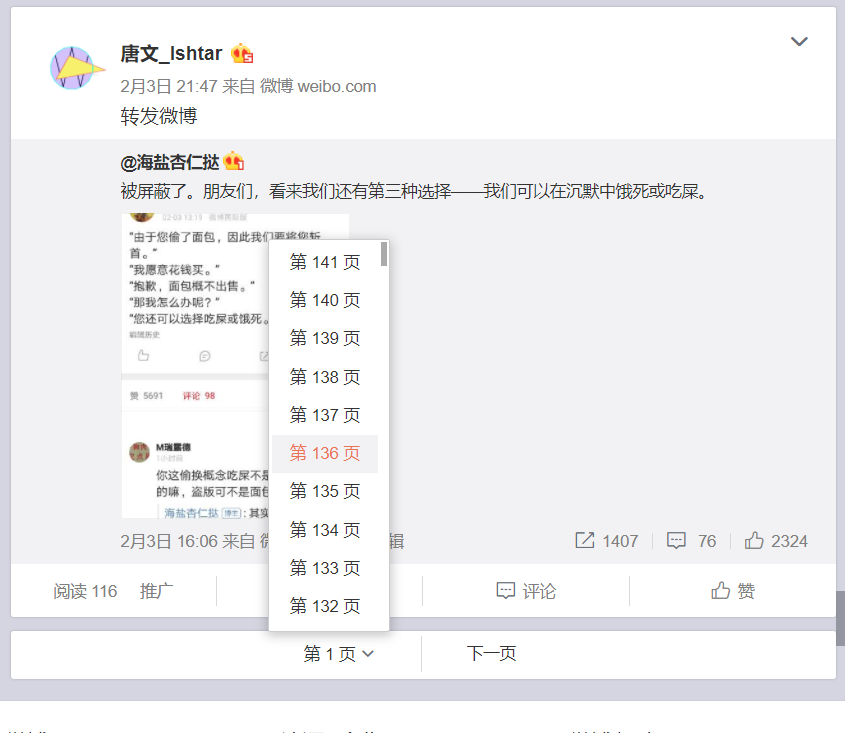 唐文_Ishtar
2月3日 21:47 来自 微博 weibo.com
转发微博
@海盐杏仁挞
被屏蔽了。朋友们，看来我们还有第三种选择——我们可以在沉默中饿死或吃屎。
02-03 13:19
“由于您偷了面包，因此我们要将您斩
首。”
“我愿意花钱买。”
“抱歉，面包概不出售。”
“那我怎么办呢？”
“您还可以选择吃屎或饿死。
编辑历史
赞 5691 评论 98
M瑞露德
1小时前
你这偷换概念吃屎不是
的嘛，盗版可不是面包
海盐杏仁挞 博主：其实
第 141 页
第 140 页
第 139 页
第 138 页
第 137 页
第 136 页
第 135 页
第 134 页
第 133 页
第 132 页
2月3日 16:06 来自 辑
1407 76 2324
阅读 116 推广 评论 赞
第 1 页 下一页